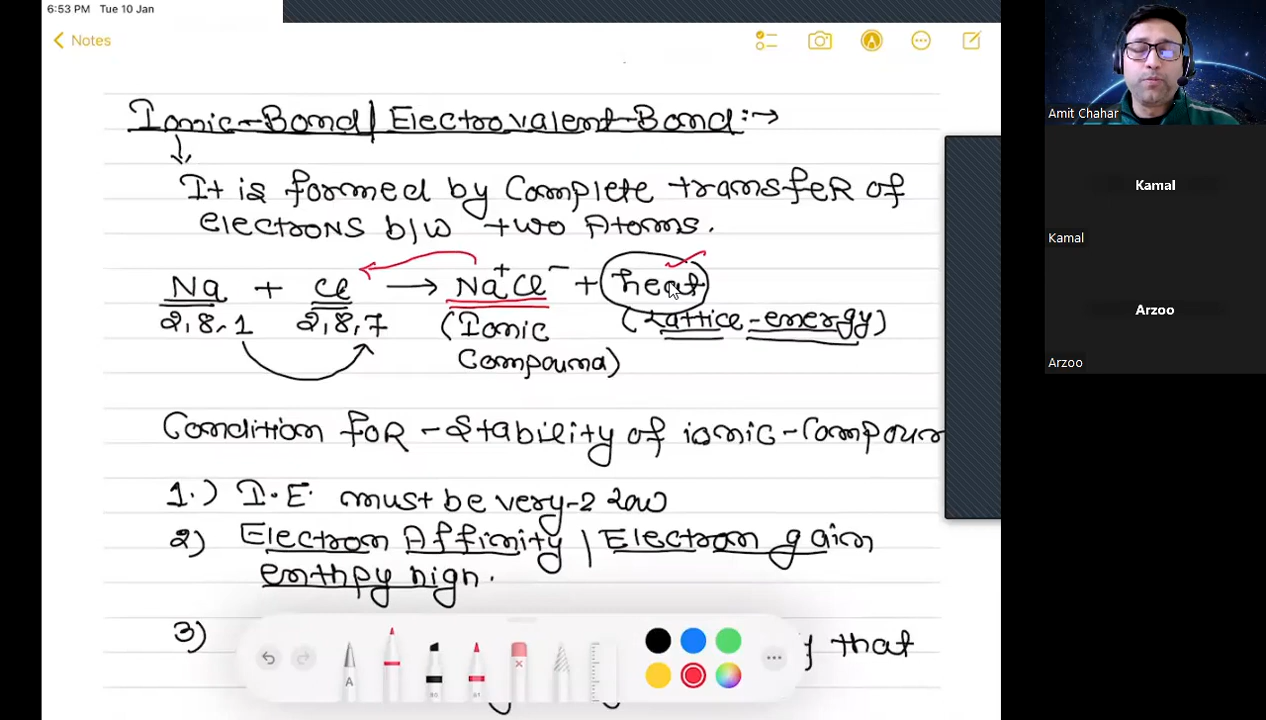 6:53 PM Tue 10 Jan
Notes
Ionic-Bond | Electrovalent-Bond :→
It is formed by Complete transfeR of
electRons b/w two Atoms.
Na + Cl → Na+Cl− + heat
2,8,1 2,8,7 (Ionic (Lattice-energy)
Compound)
Condition foR - Stability of ionic-Compoun
1.) I.E. must be very-2 low
2) Electron Affinity | Electron gain
enthpy high.
3) that
A
80
97
Amit Chahar
Kamal
Kamal
Arzoo
Arzoo